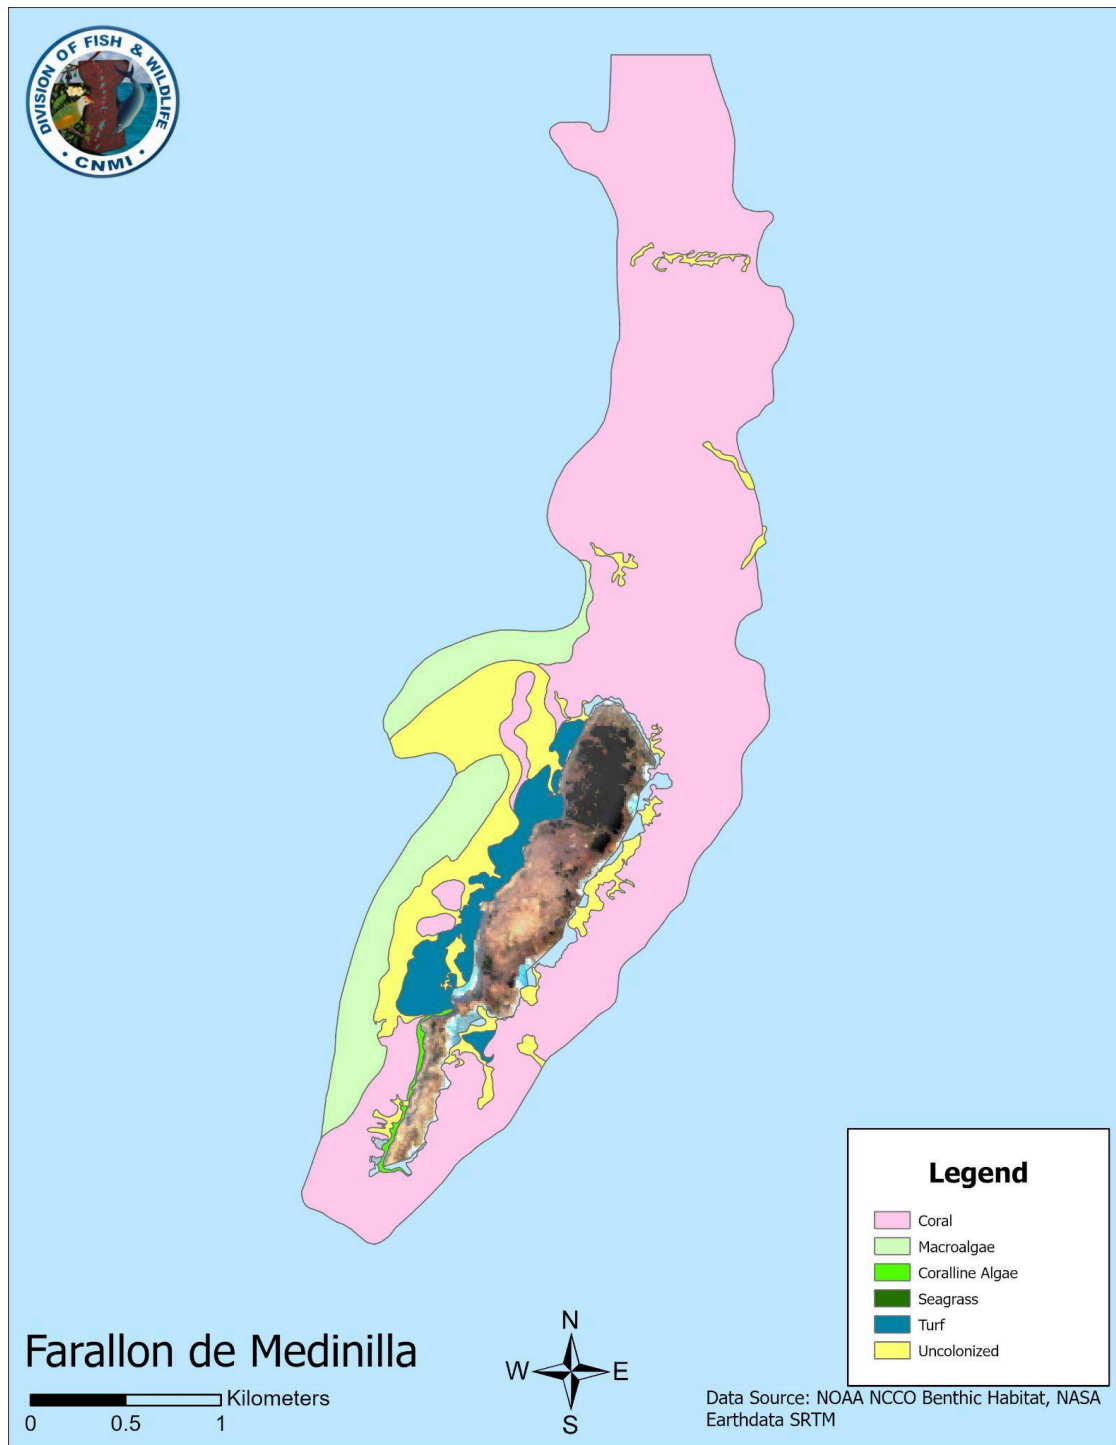 DIVISION OF FISH & WILDLIFE
• CNMI •
Legend
Coral
Macroalgae
Coralline Algae
Seagrass
Turf
Uncolonized
Farallon de Medinilla
Kilometers
0 0.5 1
N
W E
S
Data Source: NOAA NCCO Benthic Habitat, NASA
Earthdata SRTM